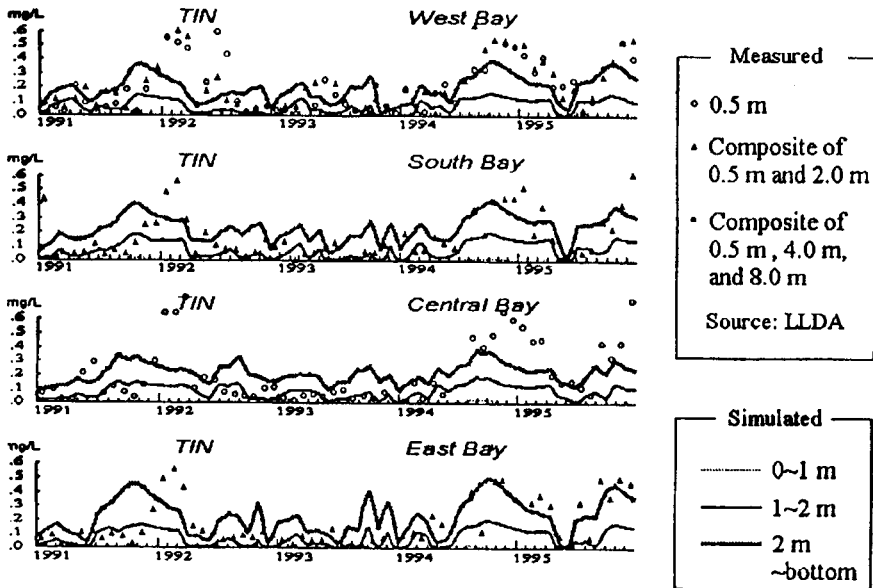 mg/L TIN West Bay
.6
.5
.4
.3
.2
.1
.0
1991 1992 1993 1994 1995
mg/L TIN South Bay
.6
.5
.4
.3
.2
.1
.0
1991 1992 1993 1994 1995
mg/L TIN Central Bay
.6
.5
.4
.3
.2
.1
.0
1991 1992 1993 1994 1995
mg/L TIN East Bay
.6
.5
.4
.3
.2
.1
.0
1991 1992 1993 1994 1995
Measured
0.5 m
Composite of
0.5 m and 2.0 m
Composite of
0.5 m , 4.0 m,
and 8.0 m
Source: LLDA
Simulated
0~1 m
1~2 m
2 m
~bottom